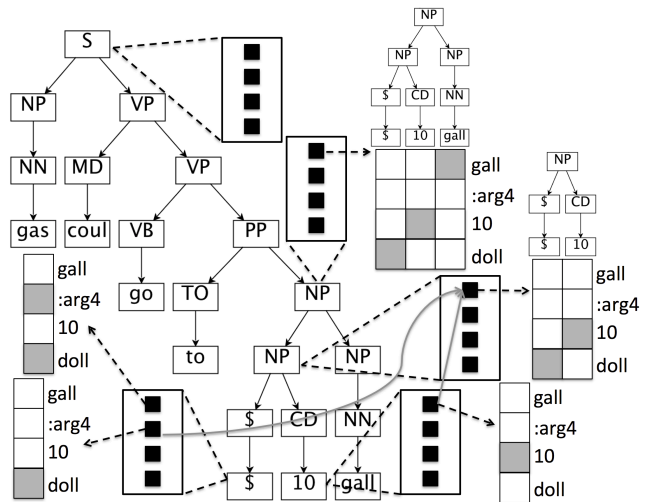 NP
S
NP NP
$ CD NN
NP VP
$ 10 gall
gall
:arg4
10
doll
NN MD VP
NP
$ CD
gas coul VB PP
$ 10
gall
:arg4
10
doll
gall
:arg4
10
doll
go TO NP
to NP NP
gall
:arg4
10
doll
$ CD NN
gall
:arg4
10
doll
$ 10 gall